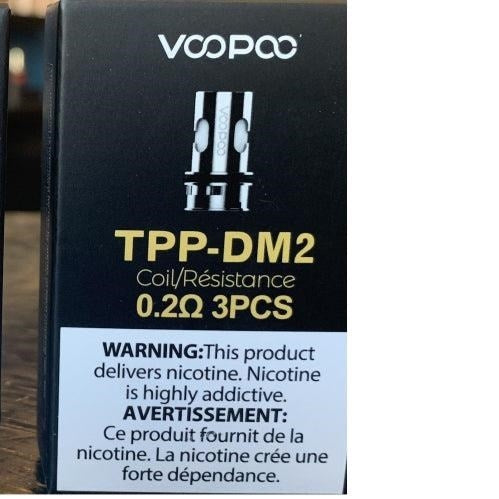 VOOPOO
VOOPOO
TPP-DM2
Coil/Résistance
0.2Ω 3PCS
WARNING:This product
delivers nicotine. Nicotine
is highly addictive.
AVERTISSEMENT:
Ce produit fournit de la
nicotine. La nicotine crée une
forte dépendance.